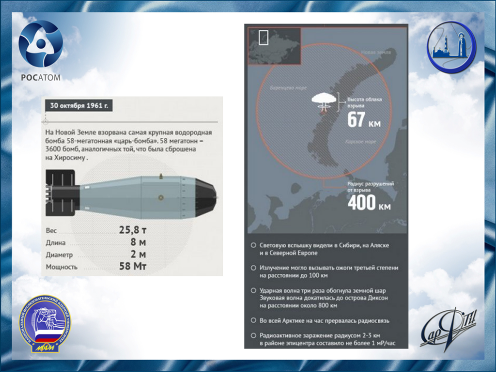 РОСАТОМ
30 октября 1961 г.
На Новой Земле взорвана самая крупная водородная
бомба 58-мегатонная «царь-бомба». 58 мегатонн –
3600 бомб, аналогичных той, что была сброшена
на Хиросиму .
Вес 25,8 т
Длина 8 м
Диаметр 2 м
Мощность 58 Мт
Высота облака
взрыва
67 км
Радиус разрушений
от взрыва
400 км
Световую вспышку видели в Сибири, на Аляске
и в Северной Европе
Излучение могло вызывать ожоги третьей степени
на расстоянии до 100 км
Ударная волна три раза обогнула земной шар
Звуковая волна докатилась до острова Диксон
на расстоянии около 800 км
Во всей Арктике на час прервалась радиосвязь
Радиоактивное заражение радиусом 2-3 км
в районе эпицентра составило не более 1 мР/час